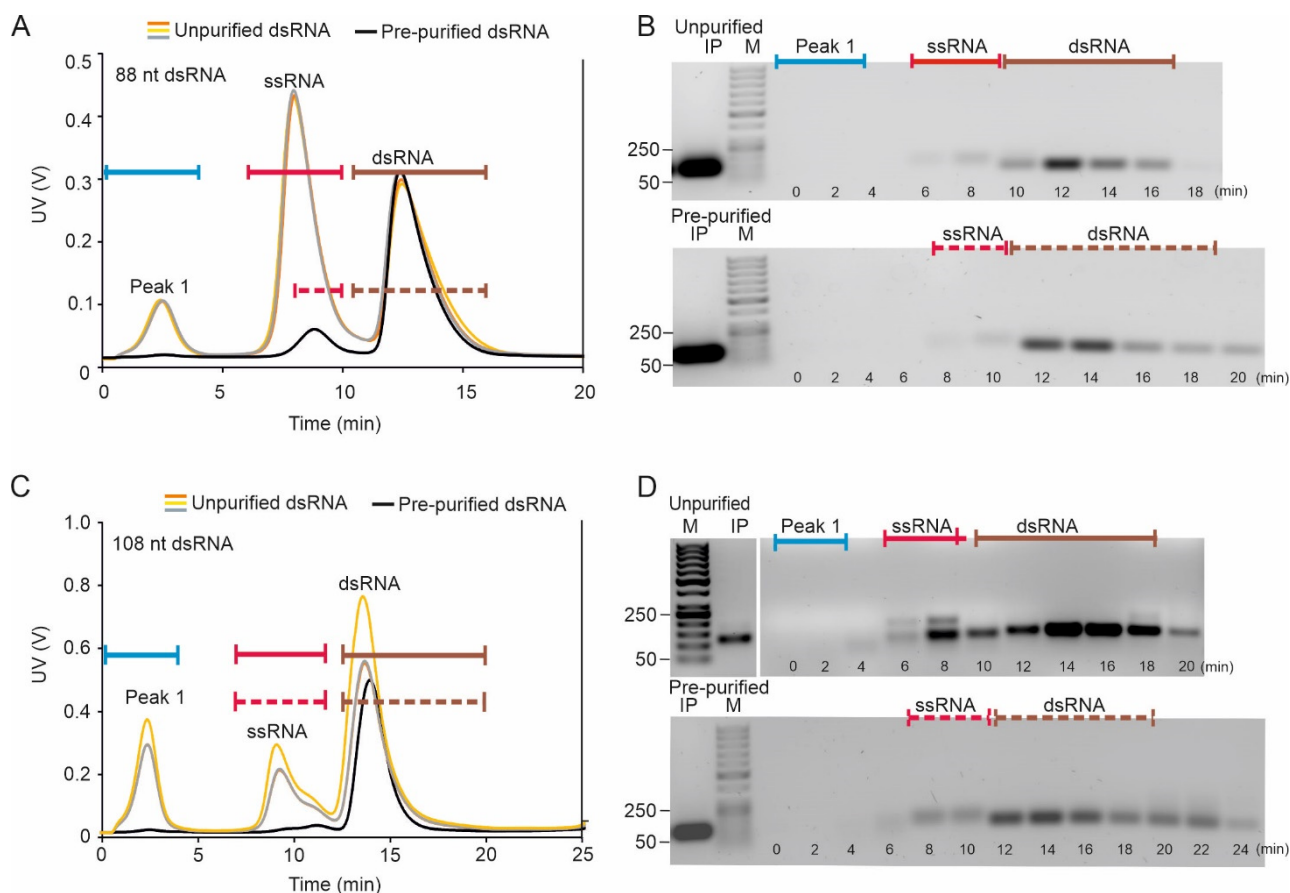 A
Unpurified dsRNA
Pre-purified dsRNA
88 nt dsRNA
ssRNA
dsRNA
Peak 1
UV (V)
0.5
0.4
0.3
0.2
0.1
0
0 5 10 15 20
Time (min)
B
Unpurified
IP M Peak 1 ssRNA dsRNA
250
50
0 2 4 6 8 10 12 14 16 18 (min)
Pre-purified
IP M ssRNA dsRNA
250
50
0 2 4 6 8 10 12 14 16 18 20 (min)
C
Unpurified dsRNA
Pre-purified dsRNA
108 nt dsRNA
dsRNA
Peak 1
ssRNA
UV (V)
1.0
0.8
0.6
0.4
0.2
0
0 5 10 15 20 25
Time (min)
D
Unpurified
M IP Peak 1 ssRNA dsRNA
250
50
0 2 4 6 8 10 12 14 16 18 20 (min)
Pre-purified
IP M ssRNA dsRNA
250
50
0 2 4 6 8 10 12 14 16 18 20 22 24 (min)